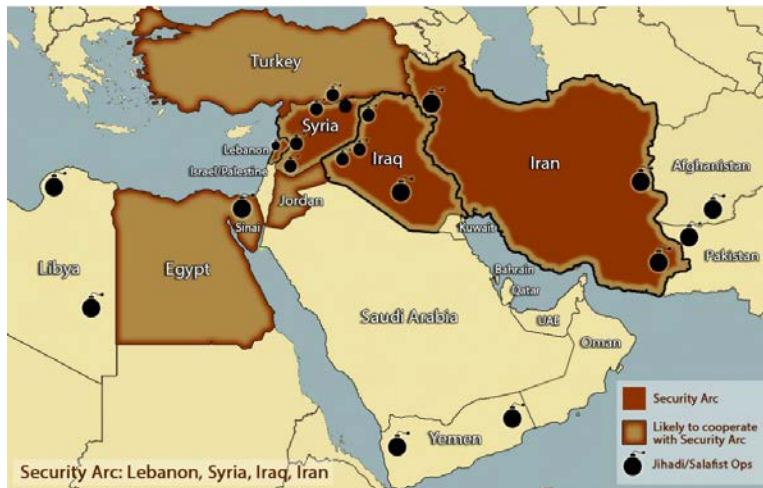 Turkey
Syria
Lebanon
Iraq
Iran
Israel/Palestine
Afghanistan
Jordan
Sinai
Kuwait
Pakistan
Libya
Egypt
Bahrain
Qatar
Saudi Arabia
UAE
Oman
Yemen
Security Arc
Likely to cooperate
with Security Arc
Jihadi/Salafist Ops
Security Arc: Lebanon, Syria, Iraq, Iran